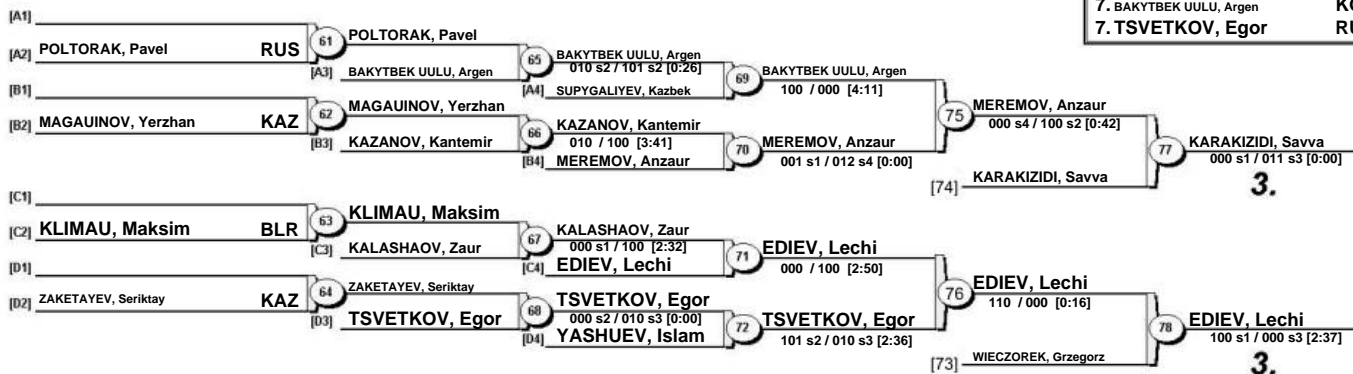 7. BAKYTBEK UULU, Argen
7. TSVETKOV, Egor
[A1]
[A2] POLTORAK, Pavel RUS
61 POLTORAK, Pavel
[A3] BAKYTBEK UULU, Argen
65 BAKYTBEK UULU, Argen
010 s2 / 101 s2 [0:26]
[A4] SUPYGALIYEV, Kazbek
69 BAKYTBEK UULU, Argen
100 / 000 [4:11]
[B1]
[B2] MAGAUINOV, Yerzhan KAZ
62 MAGAUINOV, Yerzhan
[B3] KAZANOV, Kantemir
66 KAZANOV, Kantemir
010 / 100 [3:41]
[B4] MEREMOV, Anzaur
70 MEREMOV, Anzaur
001 s1 / 012 s4 [0:00]
75 MEREMOV, Anzaur
000 s4 / 100 s2 [0:42]
[74] KARAKIZIDI, Savva
77 KARAKIZIDI, Savva
000 s1 / 011 s3 [0:00]
3.
[C1]
[C2] KLIMAU, Maksim BLR
63 KLIMAU, Maksim
[C3] KALASHAOV, Zaur
67 KALASHAOV, Zaur
000 s1 / 100 [2:32]
[C4] EDIEV, Lechi
71 EDIEV, Lechi
000 / 100 [2:50]
[D1]
[D2] ZAKETAYEV, Seriktay KAZ
64 ZAKETAYEV, Seriktay
[D3] TSVETKOV, Egor
68 TSVETKOV, Egor
000 s2 / 010 s3 [0:00]
[D4] YASHUEV, Islam
72 TSVETKOV, Egor
101 s2 / 010 s3 [2:36]
76 EDIEV, Lechi
110 / 000 [0:16]
[73] WIECZOREK, Grzegorz
78 EDIEV, Lechi
100 s1 / 000 s3 [2:37]
3.